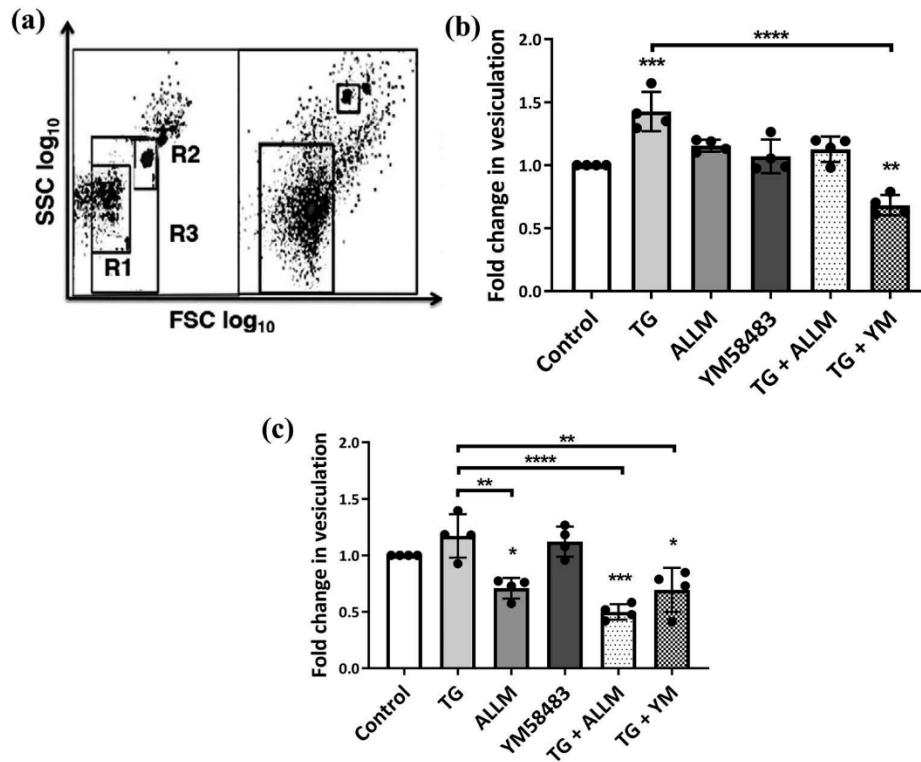 (a)
SSC log10
R1
R2
R3
FSC log10
(b)
Fold change in vesiculation
2.0
1.5
1.0
0.5
0.0
****
***
**
Control
TG
ALLM
YM58483
TG + ALLM
TG + YM
(c)
Fold change in vesiculation
2.0
1.5
1.0
0.5
0.0
**
****
**
*
***
*
Control
TG
ALLM
YM58483
TG + ALLM
TG + YM